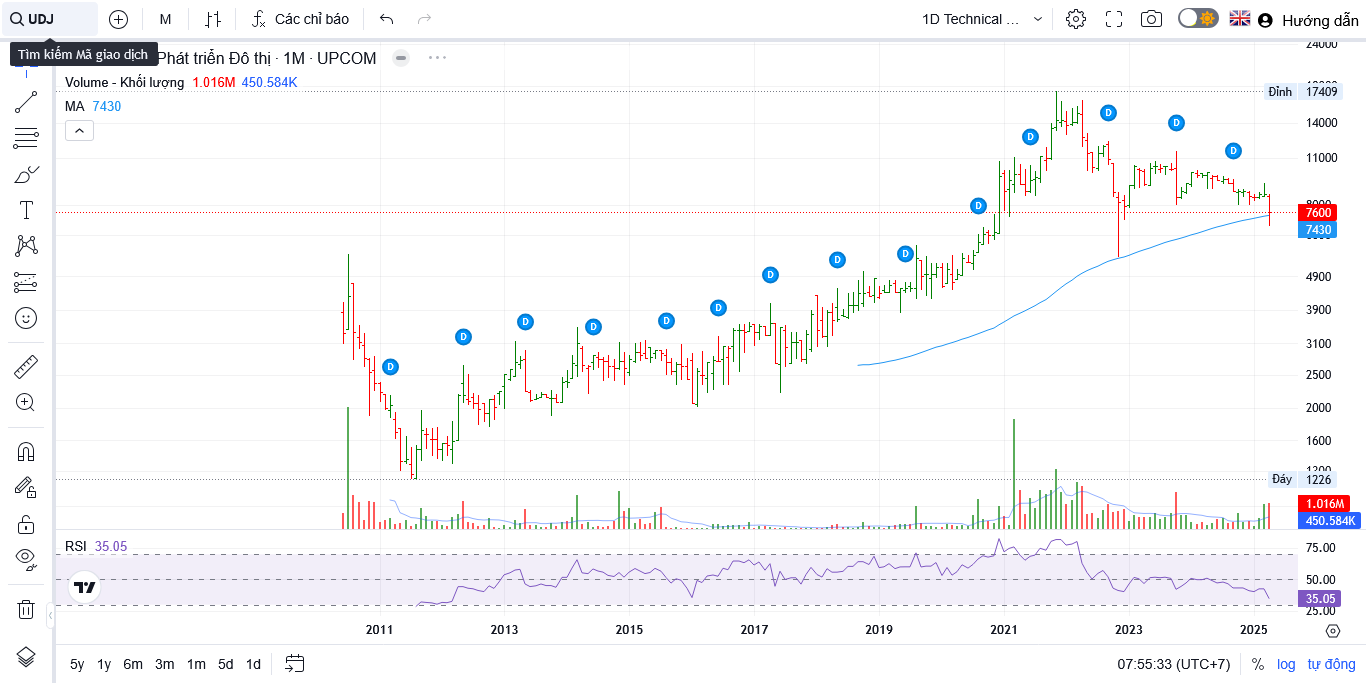 UDJ
M
Các chỉ báo
1D Technical ...
Hướng dẫn
Tìm kiếm Mã giao dịch
Phát triển Đô thị · 1M · UPCOM
Volume - Khối lượng 1.016M 450.584K
MA 7430
24000
Đỉnh 17409
14000
11000
8000
7600
7430
4900
3900
3100
2500
2000
1600
1200
Đáy 1226
1.016M
450.584K
D D D D D D D D D D D D D D
RSI 35.05
75.00
50.00
35.05
25.00
2011 2013 2015 2017 2019 2021 2023 2025
5y 1y 6m 3m 1m 5d 1d
07:55:33 (UTC+7) % log tự động